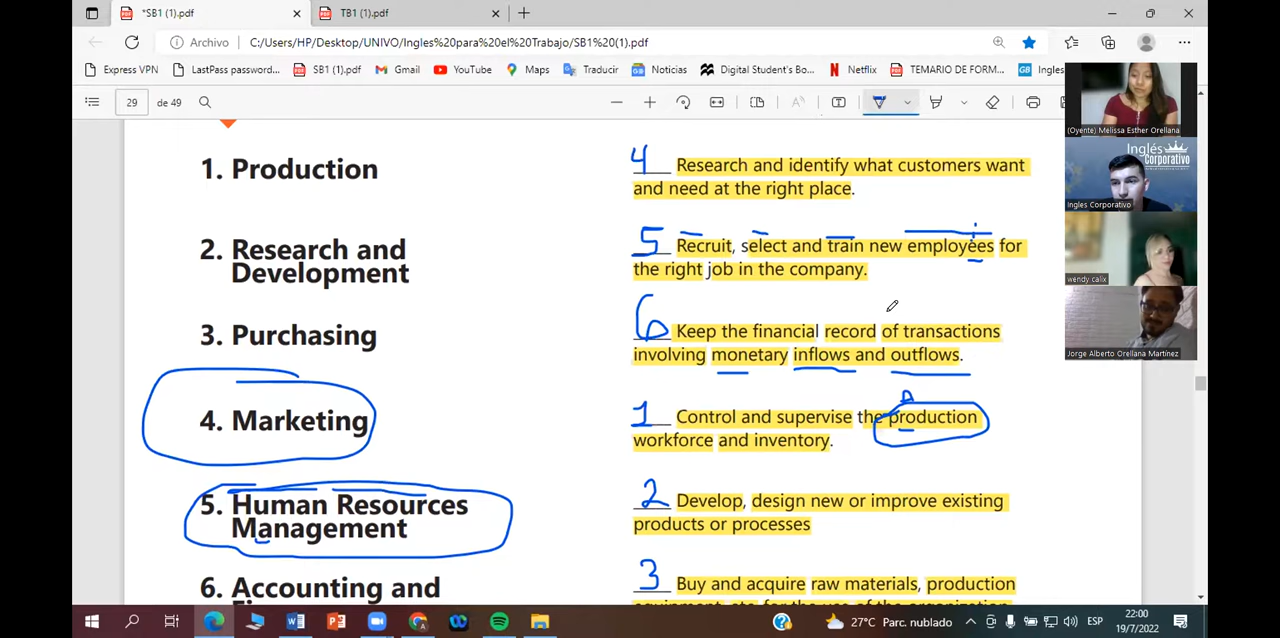 *SB1 (1).pdf
TB1 (1).pdf
Archivo
C:/Users/HP/Desktop/UNIVO/Ingles%20para%20el%20Trabajo/SB1%20(1).pdf
Express VPN
LastPass password...
SB1 (1).pdf
Gmail
YouTube
Maps
Traducir
Noticias
Digital Student's Bo...
Netflix
TEMARIO DE FORM...
Ingles
29
de 49
1. Production
4 Research and identify what customers want
and need at the right place.
2. Research and
Development
5 Recruit, select and train new employees for
the right job in the company.
3. Purchasing
6 Keep the financial record of transactions
involving monetary inflows and outflows.
4. Marketing
1 Control and supervise the production
workforce and inventory.
5. Human Resources
Management
2 Develop, design new or improve existing
products or processes
6. Accounting and
3 Buy and acquire raw materials, production
(Oyente) Melissa Esther Orellana
Inglés
Corporativo
Ingles Corporativo
wendy calix
Jorge Alberto Orellana Martínez
27°C Parc. nublado
ESP
22:00
19/7/2022